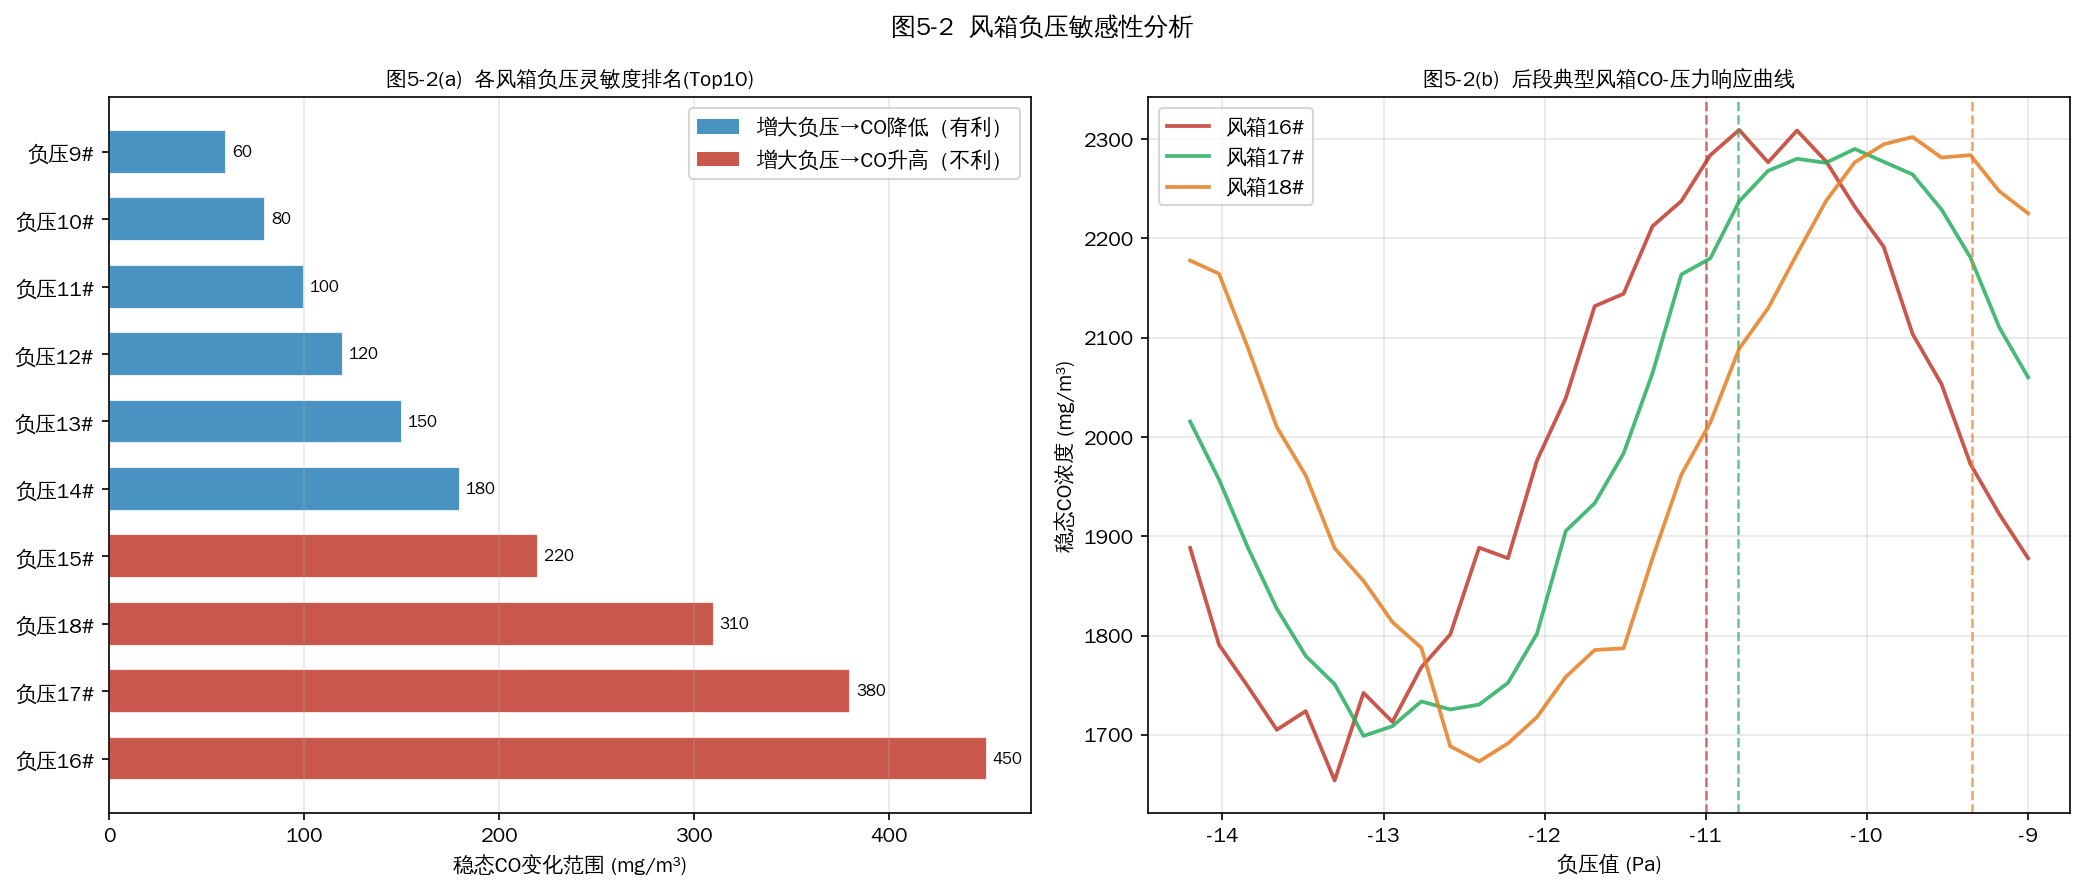 图5-2 风箱负压敏感性分析
图5-2(a) 各风箱负压灵敏度排名(Top10)
增大负压→CO降低（有利）
增大负压→CO升高（不利）
负压9#
60
负压10#
80
负压11#
100
负压12#
120
负压13#
150
负压14#
180
负压15#
220
负压18#
310
负压17#
380
负压16#
450
0 100 200 300 400
稳态CO变化范围 (mg/m³)
图5-2(b) 后段典型风箱CO-压力响应曲线
风箱16#
风箱17#
风箱18#
稳态CO浓度 (mg/m³)
2300
2200
2100
2000
1900
1800
1700
-14 -13 -12 -11 -10 -9
负压值 (Pa)